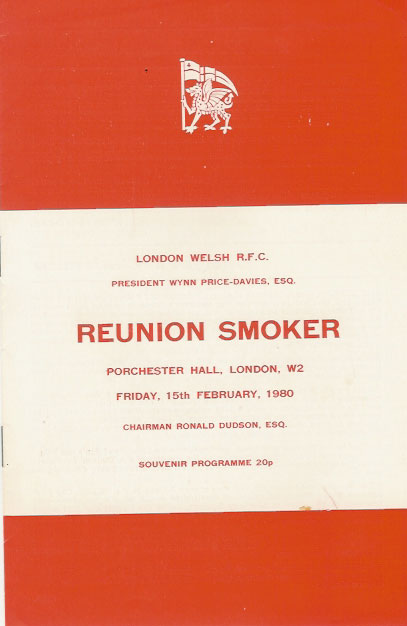 LONDON WELSH R.F.C.
PRESIDENT WYNN PRICE-DAVIES, ESQ.
REUNION SMOKER
PORCHESTER HALL, LONDON, W2
FRIDAY, 15th FEBRUARY, 1980
CHAIRMAN RONALD DUDSON, ESQ.
SOUVENIR PROGRAMME 20p